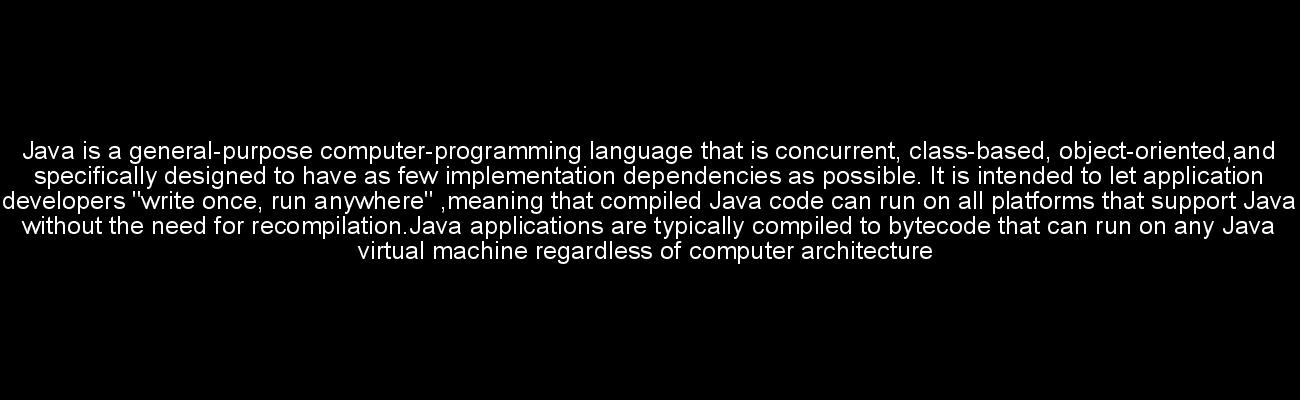 Java is a general-purpose computer-programming language that is concurrent, class-based, object-oriented,and
specifically designed to have as few implementation dependencies as possible. It is intended to let application
developers "write once, run anywhere" ,meaning that compiled Java code can run on all platforms that support Java
without the need for recompilation.Java applications are typically compiled to bytecode that can run on any Java
virtual machine regardless of computer architecture